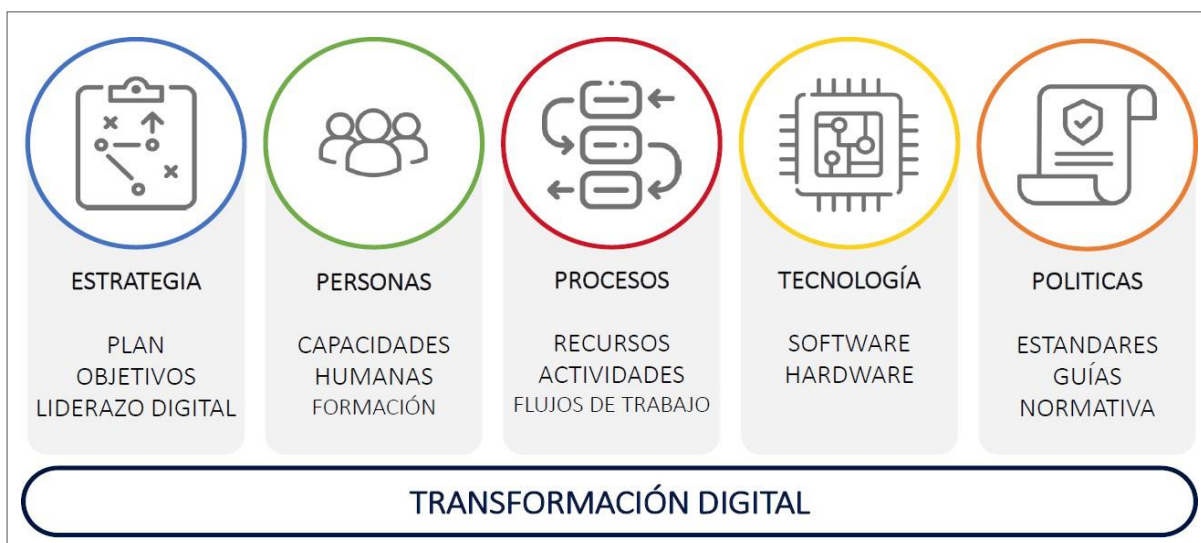 ESTRATEGIA
PLAN
OBJETIVOS
LIDERAZO DIGITAL
PERSONAS
CAPACIDADES
HUMANAS
FORMACIÓN
PROCESOS
RECURSOS
ACTIVIDADES
FLUJOS DE TRABAJO
TECNOLOGÍA
SOFTWARE
HARDWARE
POLITICAS
ESTANDARES
GUÍAS
NORMATIVA
TRANSFORMACIÓN DIGITAL